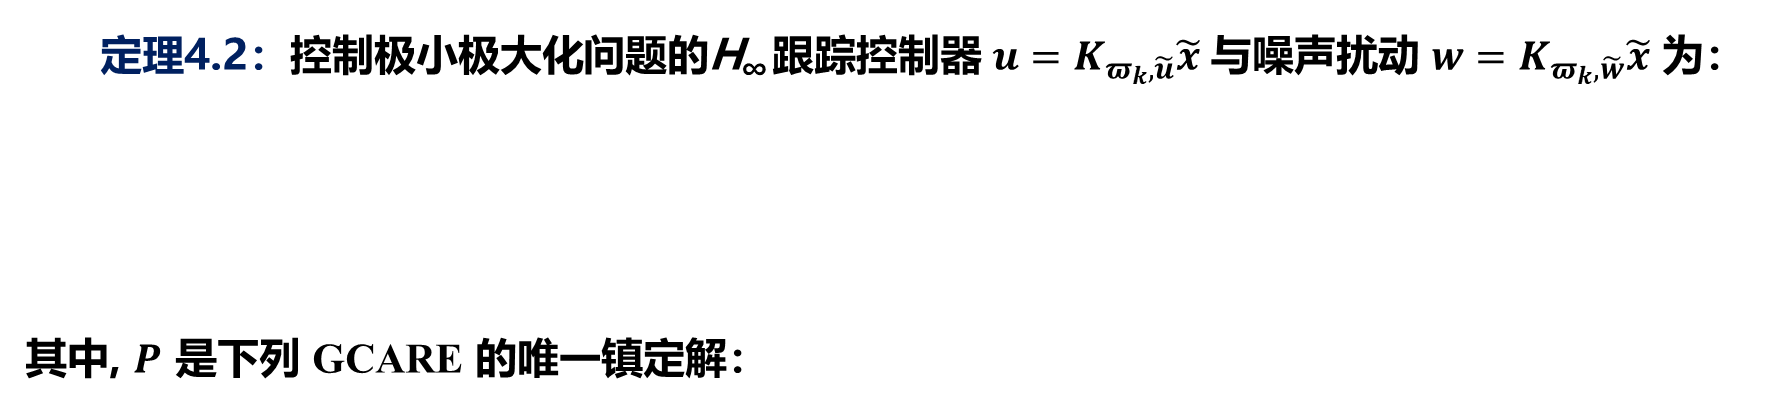 定理4.2：控制极小极大化问题的H∞跟踪控制器 u = K_{ϖ_k,ũ}x̃ 与噪声扰动 w = K_{ϖ_k,w̃}x̃ 为：
其中, P 是下列 GCARE 的唯一镇定解：